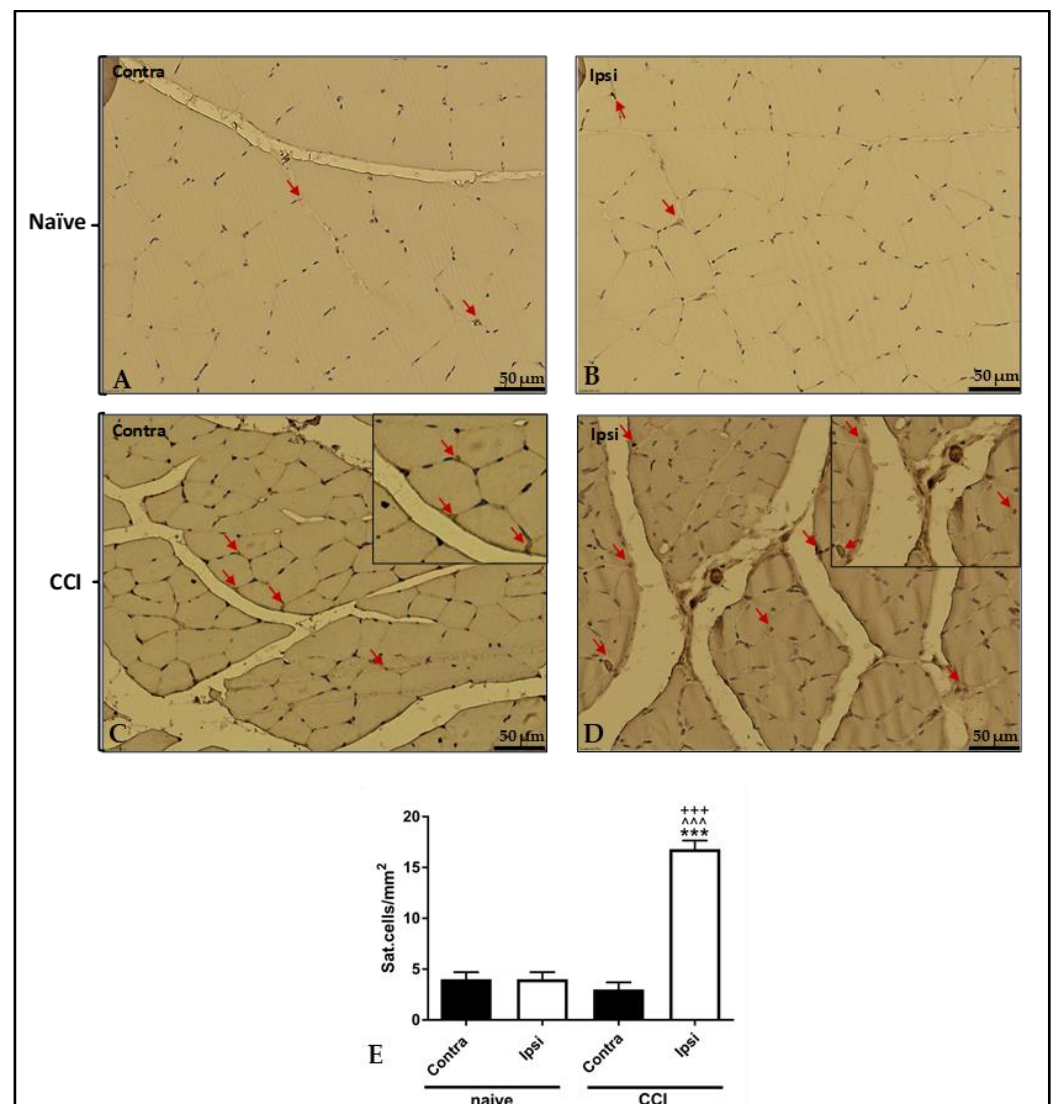 Contra
Ipsi
Naïve
A
50 µm
B
50 µm
Contra
Ipsi
CCI
C
50 µm
D
50 µm
+++
^^^
***
20
15
10
5
0
Sat.cells/mm²
Contra
Ipsi
Contra
Ipsi
E
naive
CCI